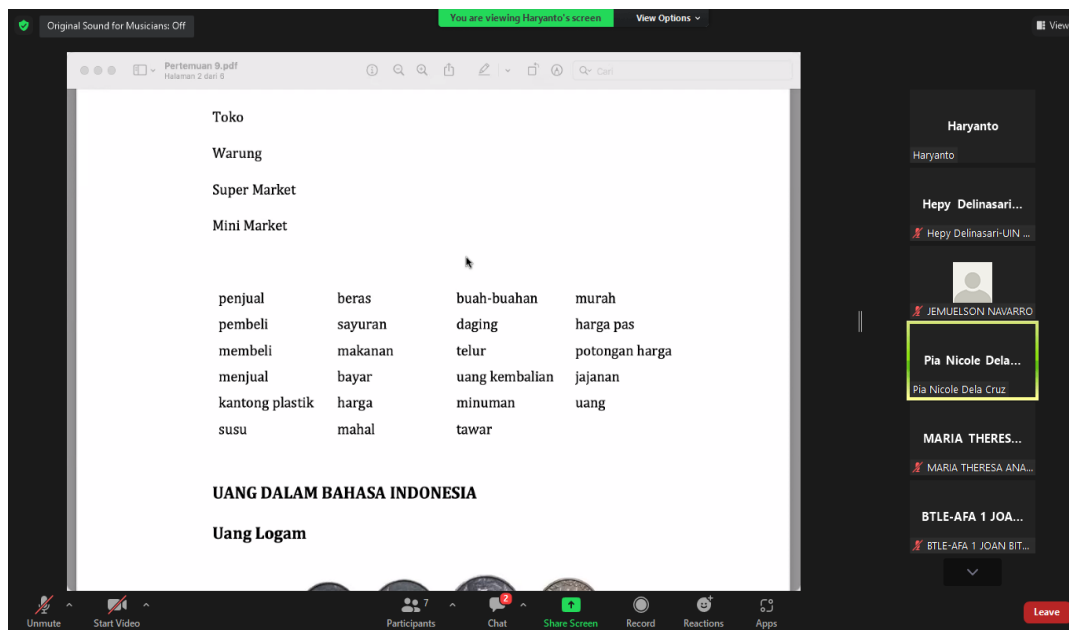 Original Sound for Musicians: Off
You are viewing Haryanto's screen
View Options
View
Pertemuan 9.pdf
Halaman 2 dari 6
Cari
Toko
Warung
Super Market
Mini Market
penjual beras buah-buahan murah
pembeli sayuran daging harga pas
membeli makanan telur potongan harga
menjual bayar uang kembalian jajanan
kantong plastik harga minuman uang
susu mahal tawar
UANG DALAM BAHASA INDONESIA
Uang Logam
Haryanto
Haryanto
Hepy Delinasari...
Hepy Delinasari-UIN ...
JEMUELSON NAVARRO
Pia Nicole Dela...
Pia Nicole Dela Cruz
MARIA THERES...
MARIA THERESA ANA...
BTLE-AFA 1 JOA...
BTLE-AFA 1 JOAN BIT...
Unmute
Start Video
7
Participants
2
Chat
Share Screen
Record
Reactions
Apps
Leave